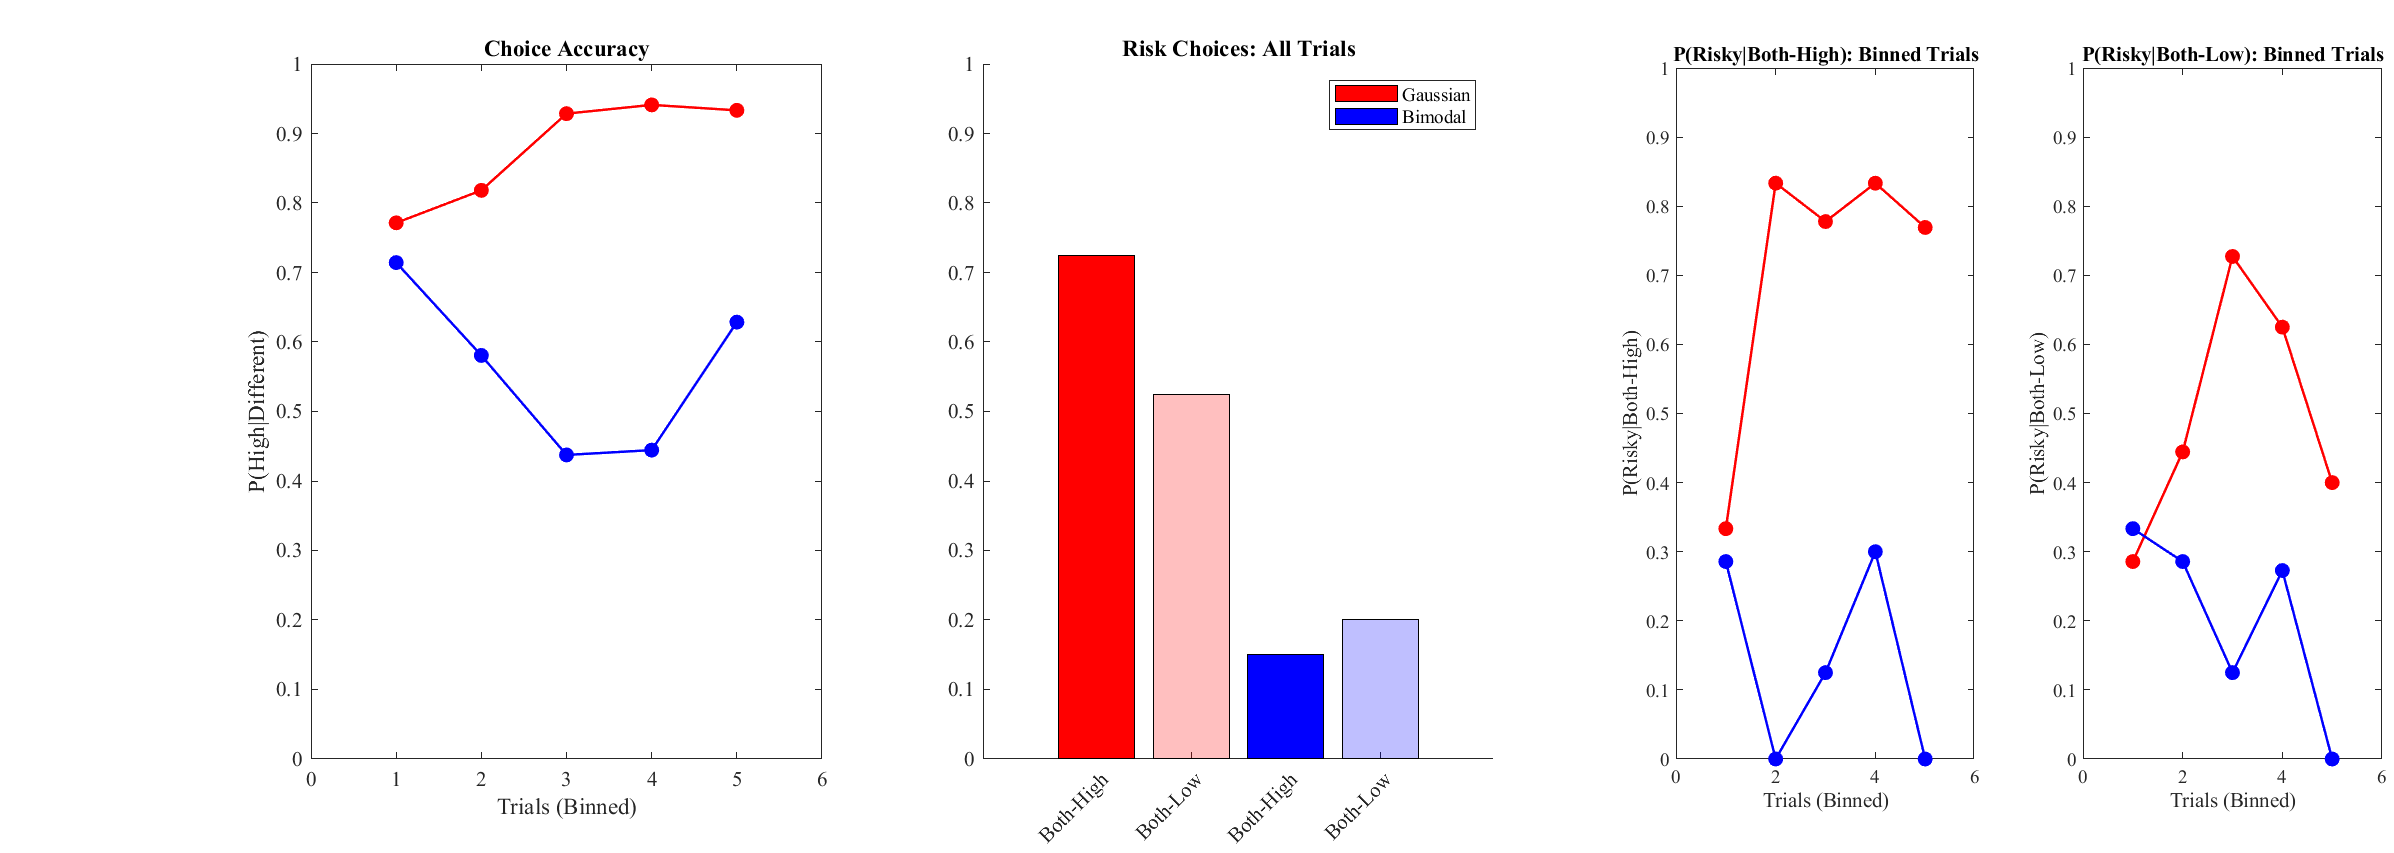 Choice Accuracy
P(High|Different)
1
0.9
0.8
0.7
0.6
0.5
0.4
0.3
0.2
0.1
0
0 1 2 3 4 5 6
Trials (Binned)
Risk Choices: All Trials
1
0.9
0.8
0.7
0.6
0.5
0.4
0.3
0.2
0.1
0
Gaussian
Bimodal
Both-High
Both-Low
Both-High
Both-Low
P(Risky|Both-High): Binned Trials
P(Risky|Both-High)
1
0.9
0.8
0.7
0.6
0.5
0.4
0.3
0.2
0.1
0
0 2 4 6
Trials (Binned)
P(Risky|Both-Low): Binned Trials
P(Risky|Both-Low)
1
0.9
0.8
0.7
0.6
0.5
0.4
0.3
0.2
0.1
0
0 2 4 6
Trials (Binned)